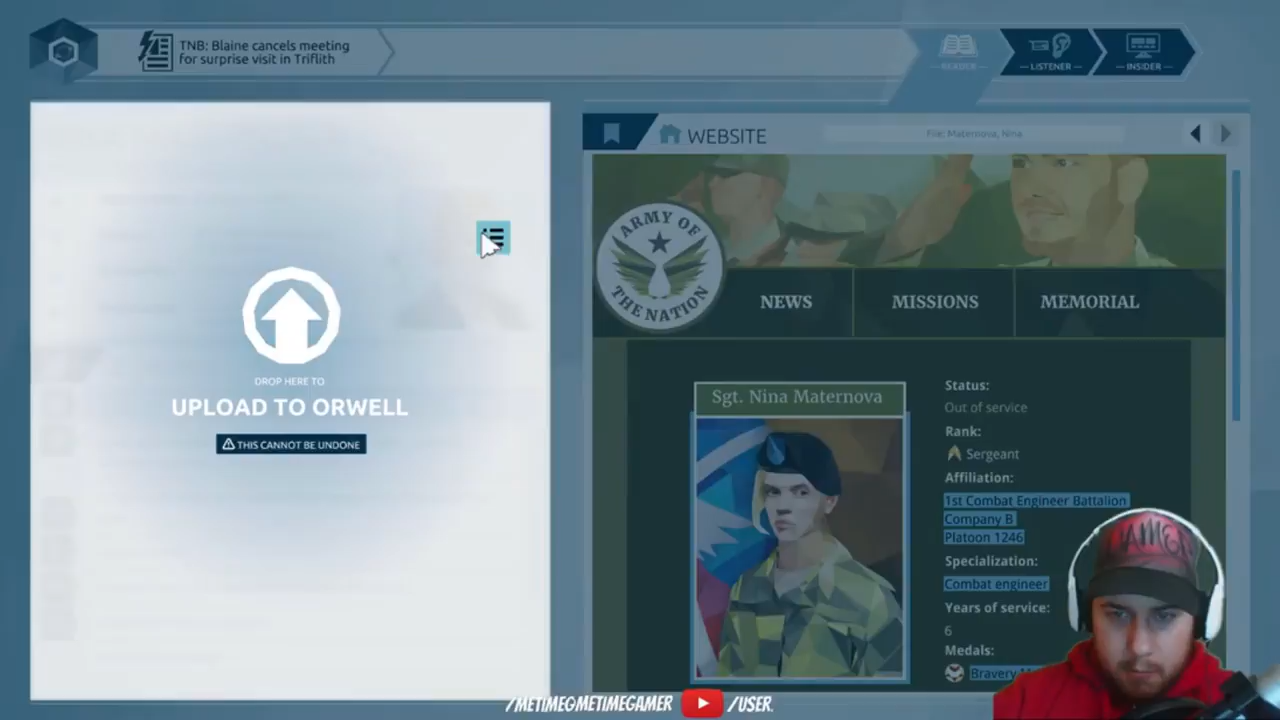 TNB: Blaine cancels meeting
for surprise visit in Triflith
READER
LISTENER
INSIDER
WEBSITE
File: Maternova, Nina
ARMY OF
THE NATION
NEWS
MISSIONS
MEMORIAL
DROP HERE TO
UPLOAD TO ORWELL
THIS CANNOT BE UNDONE
Sgt. Nina Maternova
Status:
Out of service
Rank:
Sergeant
Affiliation:
1st Combat Engineer Battalion
Company B
Platoon 1246
Specialization:
Combat engineer
Years of service:
6
Medals:
Bravery
/METIMEGMETIMEGAMER
/USER.